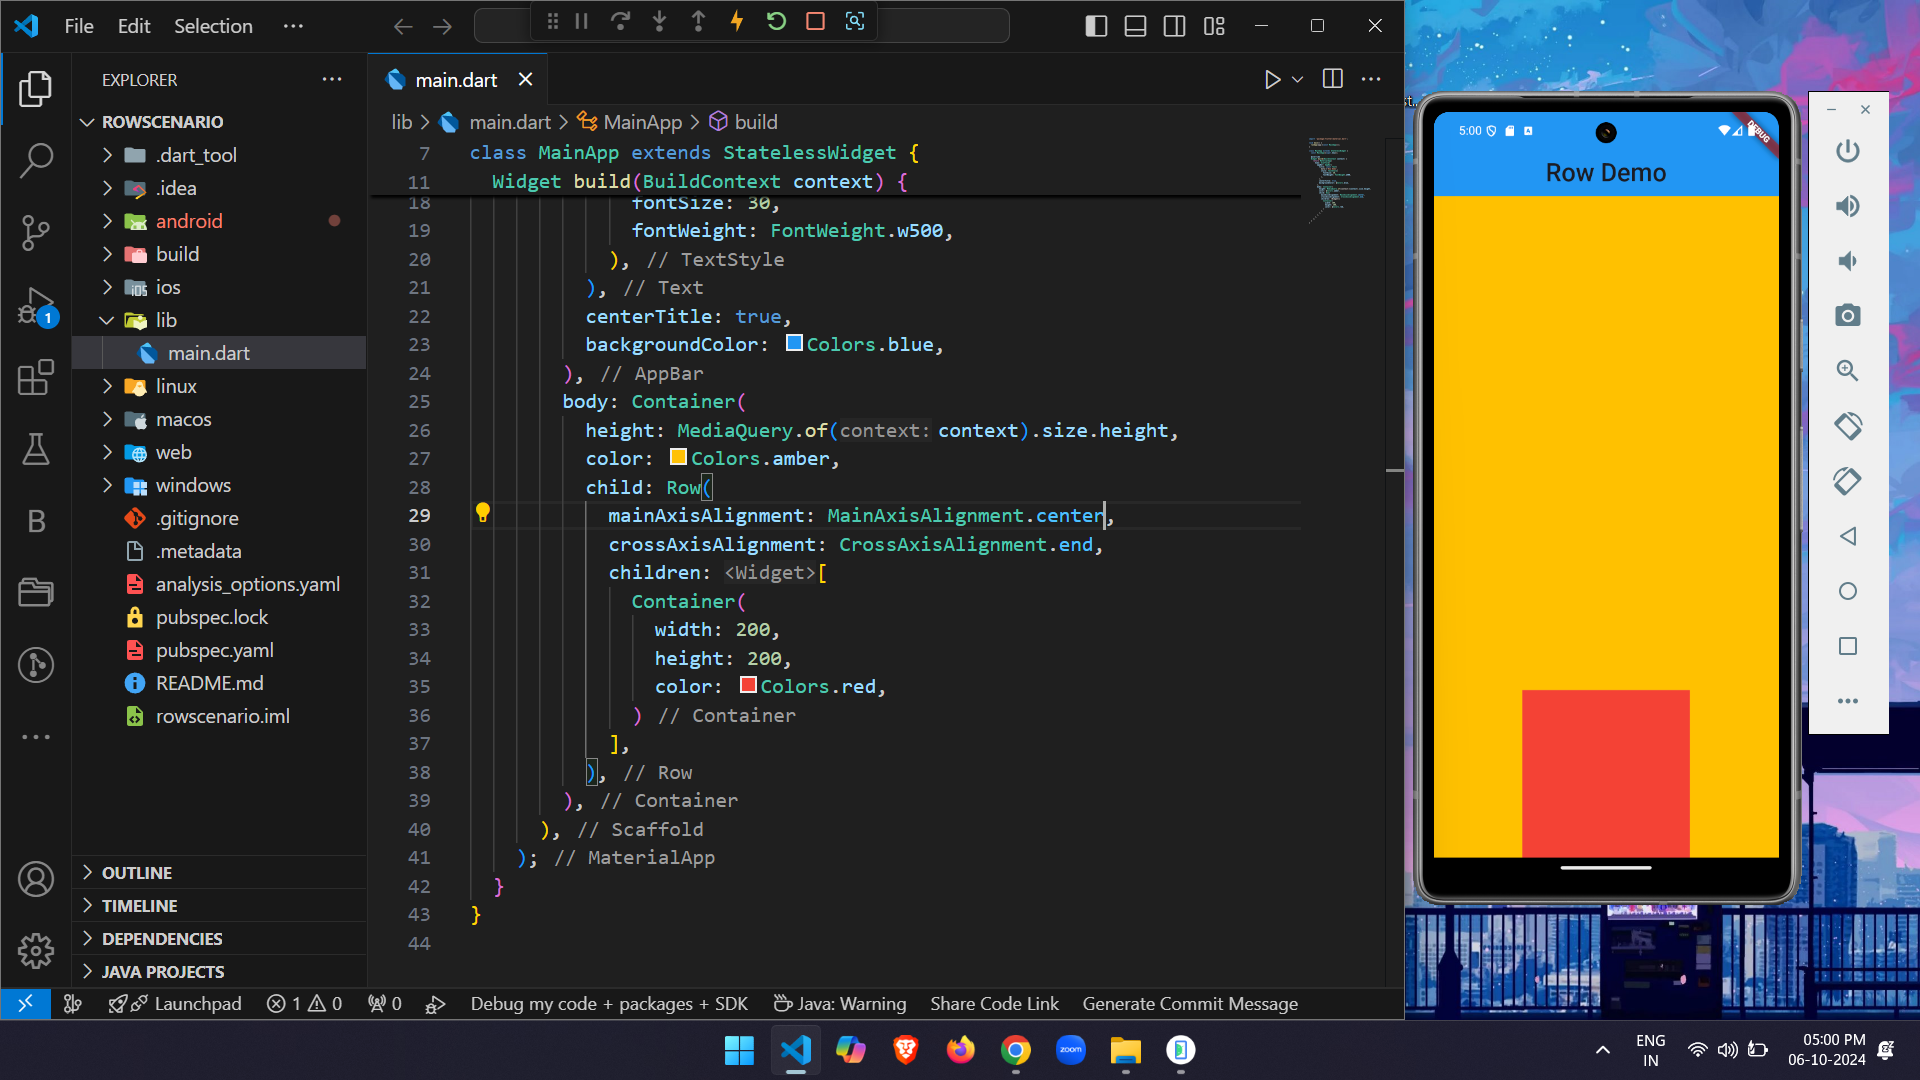 File Edit Selection ···
EXPLORER
main.dart
ROWSCENARIO
.dart_tool
.idea
android
build
ios
lib
main.dart
linux
macos
web
windows
.gitignore
.metadata
analysis_options.yaml
pubspec.lock
pubspec.yaml
README.md
rowscenario.iml
OUTLINE
TIMELINE
DEPENDENCIES
JAVA PROJECTS
1
B
lib > main.dart > MainApp > build
7 class MainApp extends StatelessWidget {
11 Widget build(BuildContext context) {
18 fontSize: 30,
19 fontWeight: FontWeight.w500,
20 ), // TextStyle
21 ), // Text
22 centerTitle: true,
23 backgroundColor: Colors.blue,
24 ), // AppBar
25 body: Container(
26 height: MediaQuery.of(context: context).size.height,
27 color: Colors.amber,
28 child: Row(
29 mainAxisAlignment: MainAxisAlignment.center,
30 crossAxisAlignment: CrossAxisAlignment.end,
31 children: <Widget>[
32 Container(
33 width: 200,
34 height: 200,
35 color: Colors.red,
36 ) // Container
37 ],
38 ), // Row
39 ), // Container
40 ), // Scaffold
41 ); // MaterialApp
42 }
43 }
44
Launchpad 1 0 0 Debug my code + packages + SDK Java: Warning Share Code Link Generate Commit Message
5:00
DEBUG
Row Demo
zoom
ENG
IN
05:00 PM
06-10-2024